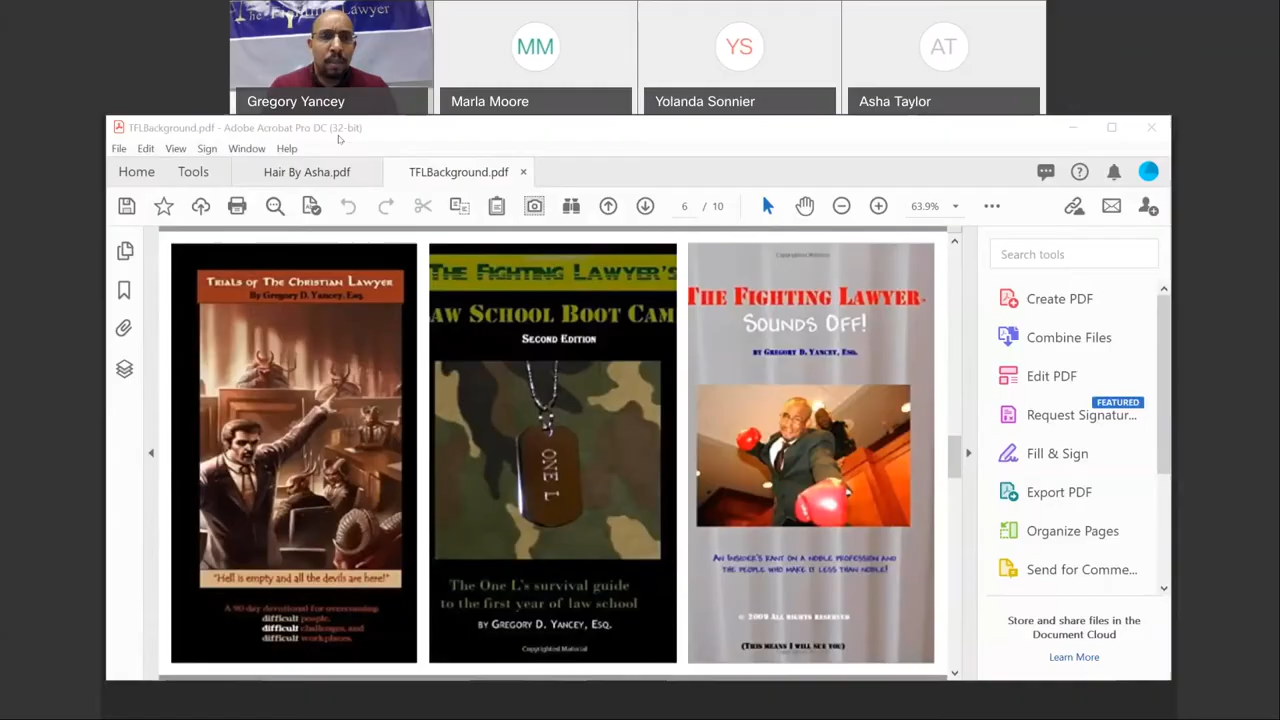 The Fighting Lawyer
MM
YS
AT
Gregory Yancey
Marla Moore
Yolanda Sonnier
Asha Taylor
TFLBackground.pdf - Adobe Acrobat Pro DC (32-bit)
File Edit View Sign Window Help
Home Tools Hair By Asha.pdf TFLBackground.pdf
6 / 10 63.9%
Trials of The Christian Lawyer
By Gregory D. Yancey, Esq.
"Hell is empty and all the devils are here!"
A 90-day devotional for overcoming
difficult people,
difficult challenges, and
difficult workplaces.
The Fighting Lawyer's
aw School Boot Cam
Second Edition
ONE L
The One L's survival guide
to the first year of law school
by Gregory D. Yancey, Esq.
Copyrighted Material
Copyrighted Material
The Fighting Lawyer
Sounds Off!
by Gregory D. Yancey, Esq.
An Insider's rant on a noble profession and
the people who make it less than noble!
© 2009 All rights reserved
(This means I will sue you)
Search tools
Create PDF
Combine Files
Edit PDF
FEATURED
Request Signatur...
Fill & Sign
Export PDF
Organize Pages
Send for Comme...
Store and share files in the
Document Cloud
Learn More